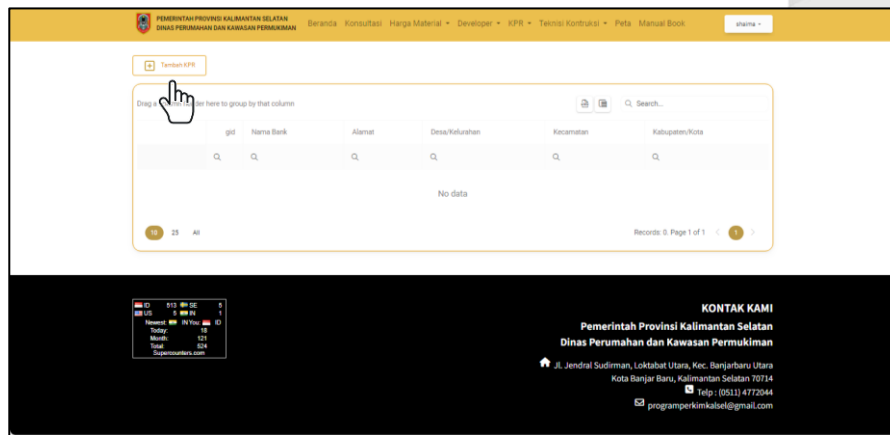 PEMERINTAH PROVINSI KALIMANTAN SELATAN
DINAS PERUMAHAN DAN KAWASAN PERMUKIMAN
Beranda Konsultasi Harga Material Developer KPR Teknisi Kontruksi Peta Manual Book
shaima
Tambah KPR
Drag a column header here to group by that column
Search...
gid Nama Bank Alamat Desa/Kelurahan Kecamatan Kabupaten/Kota
No data
10 25 All
Records: 0. Page 1 of 1 < 1 >
ID 513 SE 5
US 5 IN 1
Newest: IN You: ID
Today: 18
Month: 121
Total: 524
Supercounters.com
KONTAK KAMI
Pemerintah Provinsi Kalimantan Selatan
Dinas Perumahan dan Kawasan Permukiman
Jl. Jendral Sudirman, Loktabat Utara, Kec. Banjarbaru Utara
Kota Banjar Baru, Kalimantan Selatan 70714
Telp : (0511) 4772044
programperkimkalsel@gmail.com